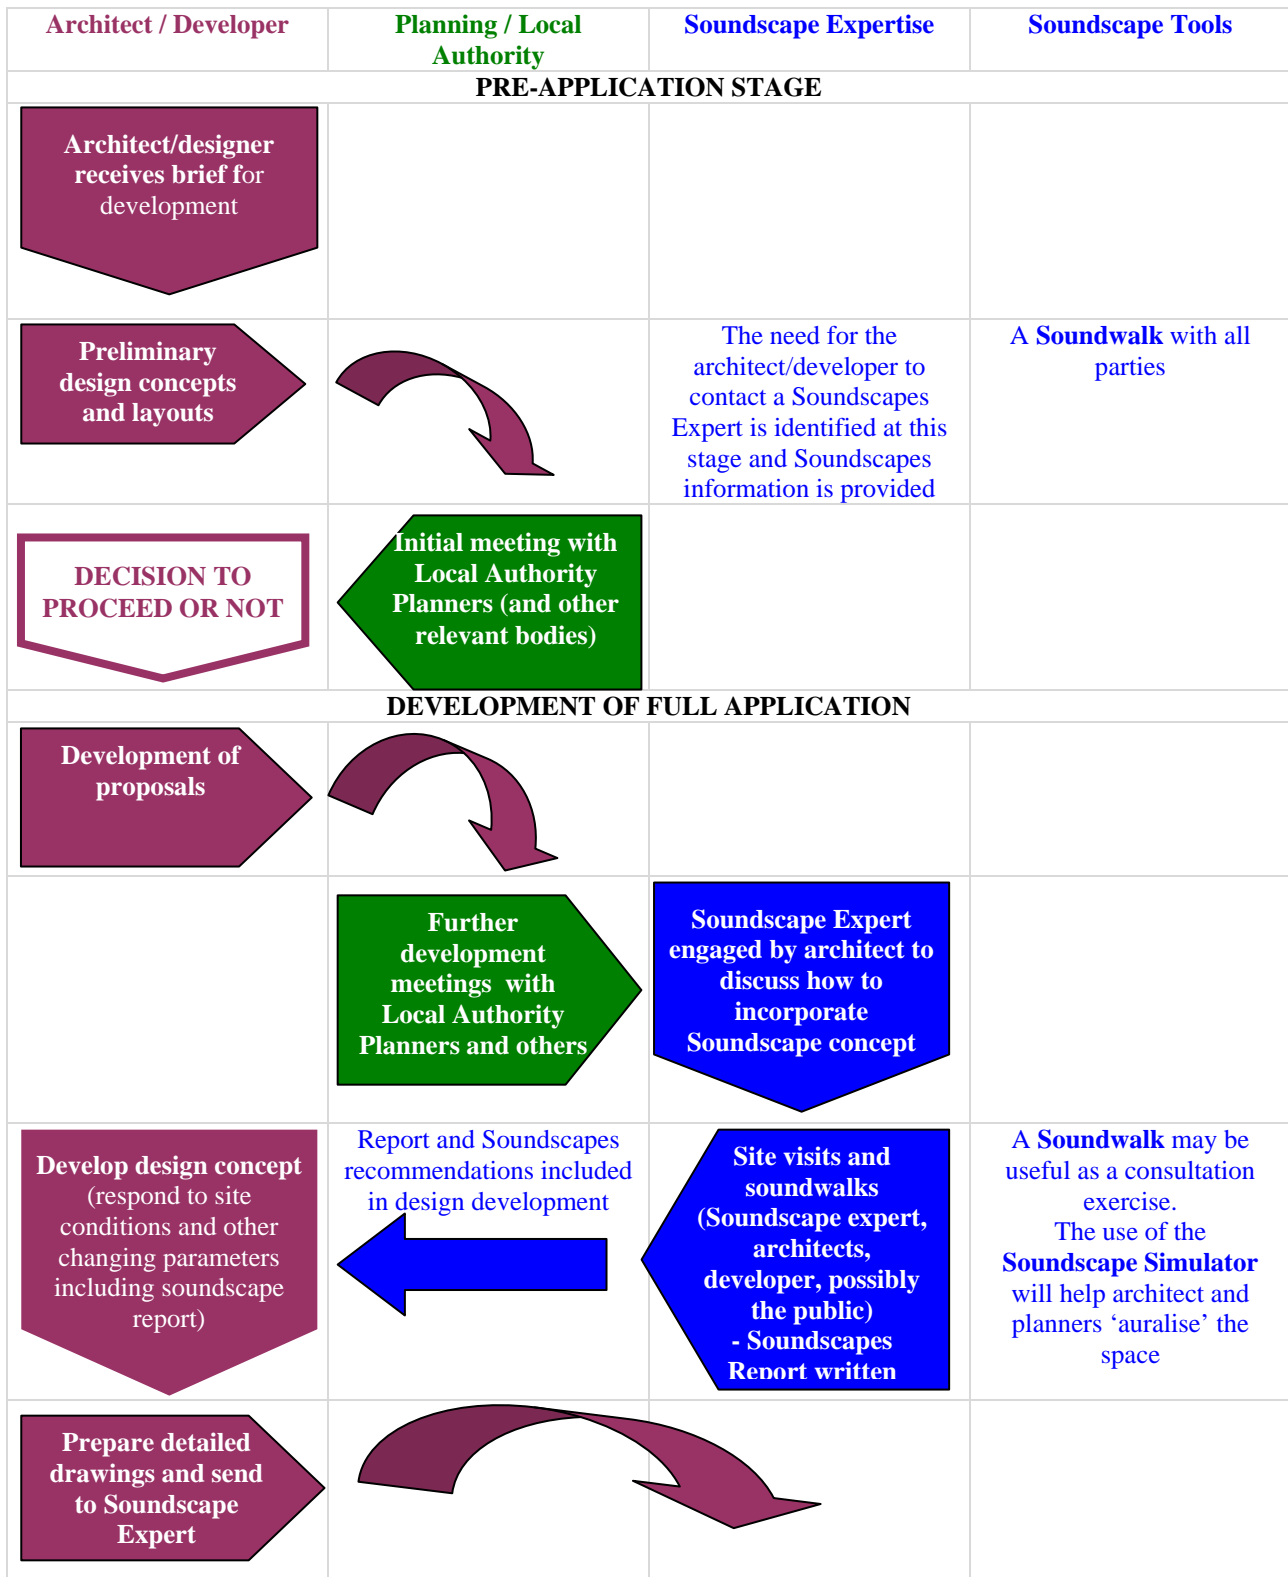 Architect / Developer
Planning / Local
Authority
Soundscape Expertise
Soundscape Tools
PRE-APPLICATION STAGE
Architect/designer
receives brief for
development
Preliminary
design concepts
and layouts
The need for the
architect/developer to
contact a Soundscapes
Expert is identified at this
stage and Soundscapes
information is provided
A Soundwalk with all
parties
DECISION TO
PROCEED OR NOT
Initial meeting with
Local Authority
Planners (and other
relevant bodies)
DEVELOPMENT OF FULL APPLICATION
Development of
proposals
Further
development
meetings with
Local Authority
Planners and others
Soundscape Expert
engaged by architect to
discuss how to
incorporate
Soundscape concept
Develop design concept
(respond to site
conditions and other
changing parameters
including soundscape
report)
Report and Soundscapes
recommendations included
in design development
Site visits and
soundwalks
(Soundscape expert,
architects,
developer, possibly
the public)
- Soundscapes
Report written
A Soundwalk may be
useful as a consultation
exercise.
The use of the
Soundscape Simulator
will help architect and
planners ‘auralise’ the
space
Prepare detailed
drawings and send
to Soundscape
Expert